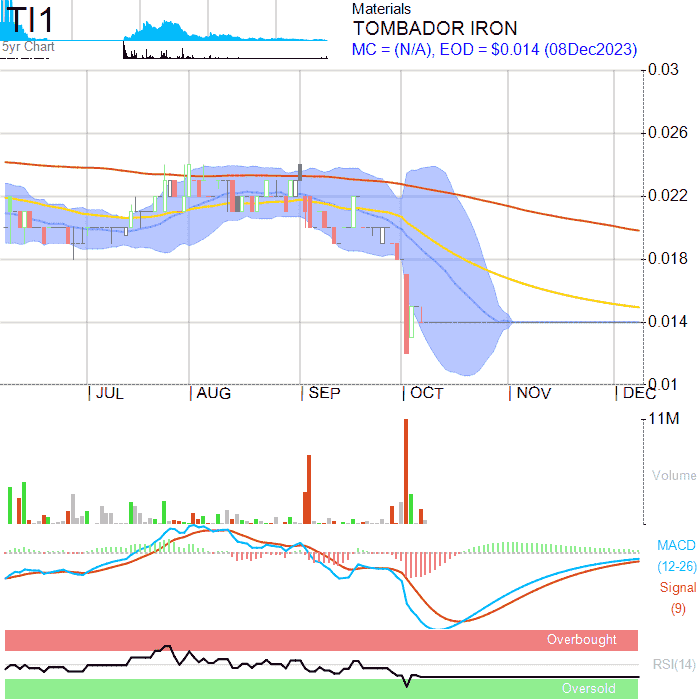 TI1
5yr Chart
Materials
TOMBADOR IRON
MC = (N/A), EOD = $0.014 (08Dec2023)
0.03
0.026
0.022
0.018
0.014
0.01
JUL
AUG
SEP
OCT
NOV
DEC
11M
Volume
MACD
(12-26)
Signal
(9)
Overbought
RSI(14)
Oversold